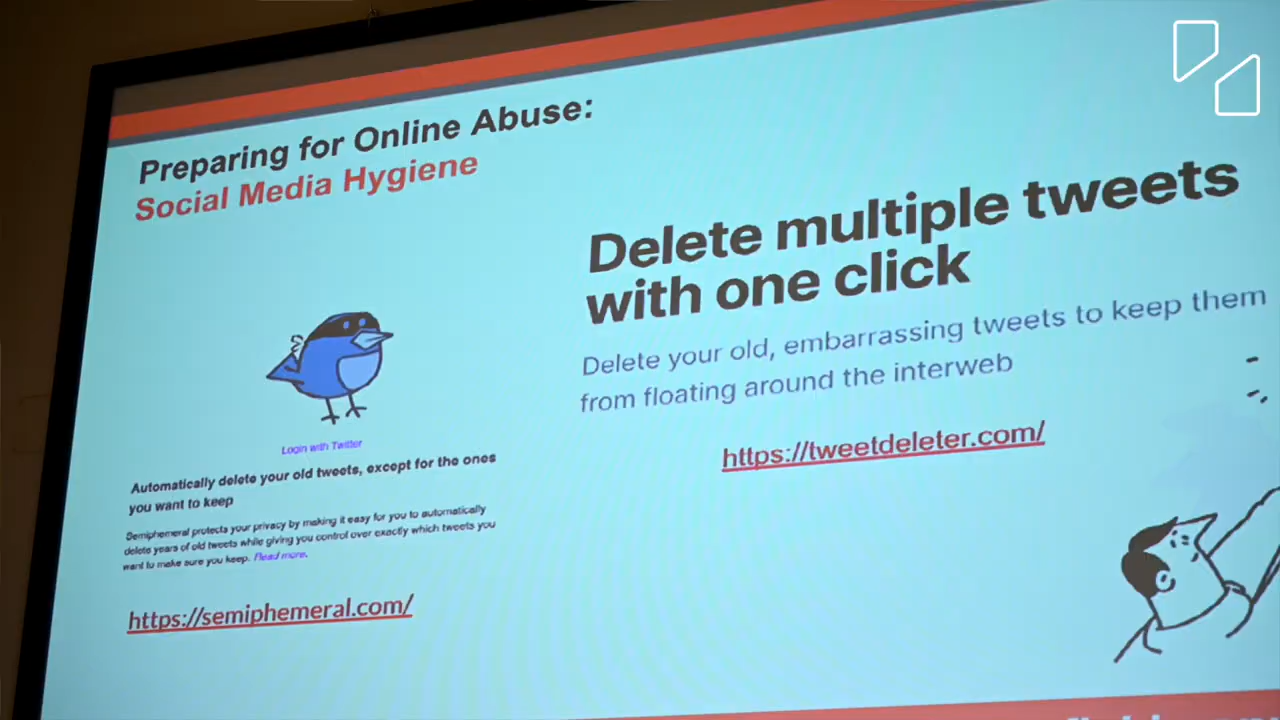 Preparing for Online Abuse:
Social Media Hygiene
Login with Twitter
Automatically delete your old tweets, except for the ones
you want to keep
Semiphemeral protects your privacy by making it easy for you to automatically
delete years of old tweets while giving you control over exactly which tweets you
want to make sure you keep. Read more.
https://semiphemeral.com/
Delete multiple tweets
with one click
Delete your old, embarrassing tweets to keep them
from floating around the interweb
https://tweetdeleter.com/